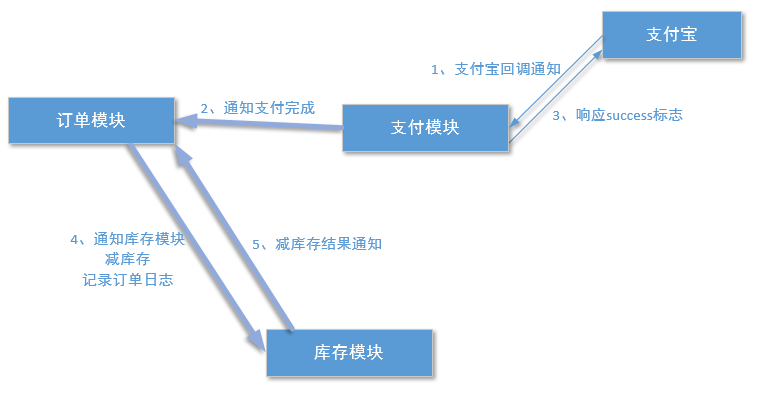 支付宝
1、支付宝回调通知
2、通知支付完成
订单模块
支付模块
3、响应success标志
4、通知库存模块
减库存
记录订单日志
5、减库存结果通知
库存模块